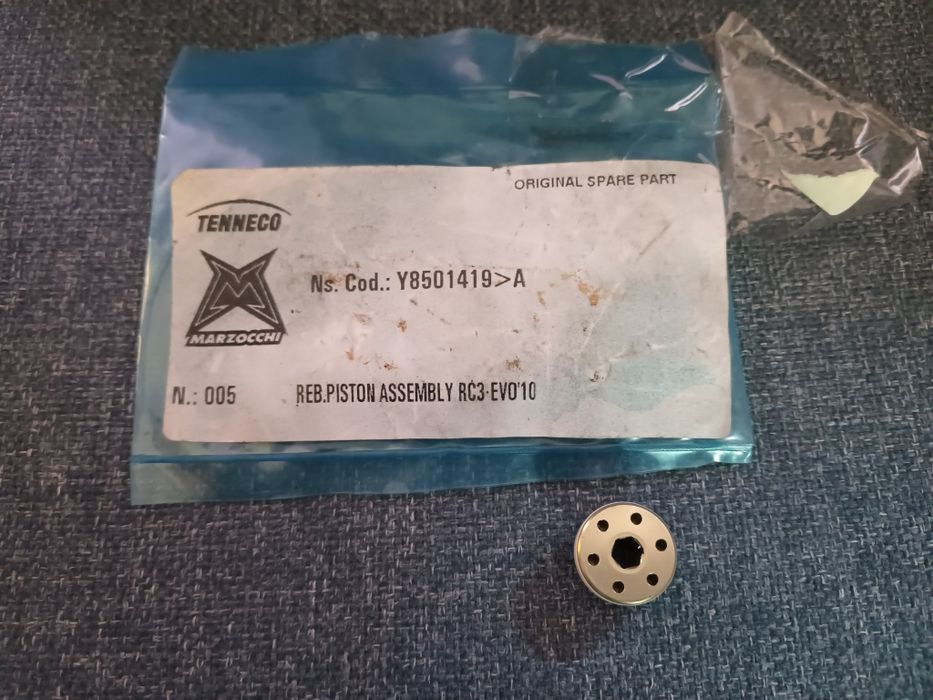 ORIGINAL SPARE PART
TENNECO
Ns. Cod.: Y8501419>A
MARZOCCHI
N.: 005 REB.PISTON ASSEMBLY RC3-EVO'10